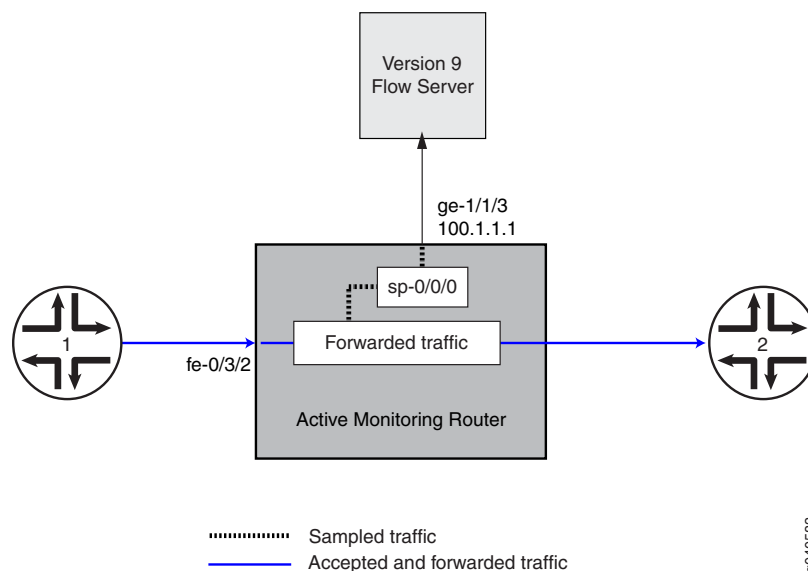 Version 9
Flow Server
ge-1/1/3
100.1.1.1
sp-0/0/0
1
Forwarded traffic
2
fe-0/3/2
Active Monitoring Router
Sampled traffic
Accepted and forwarded traffic